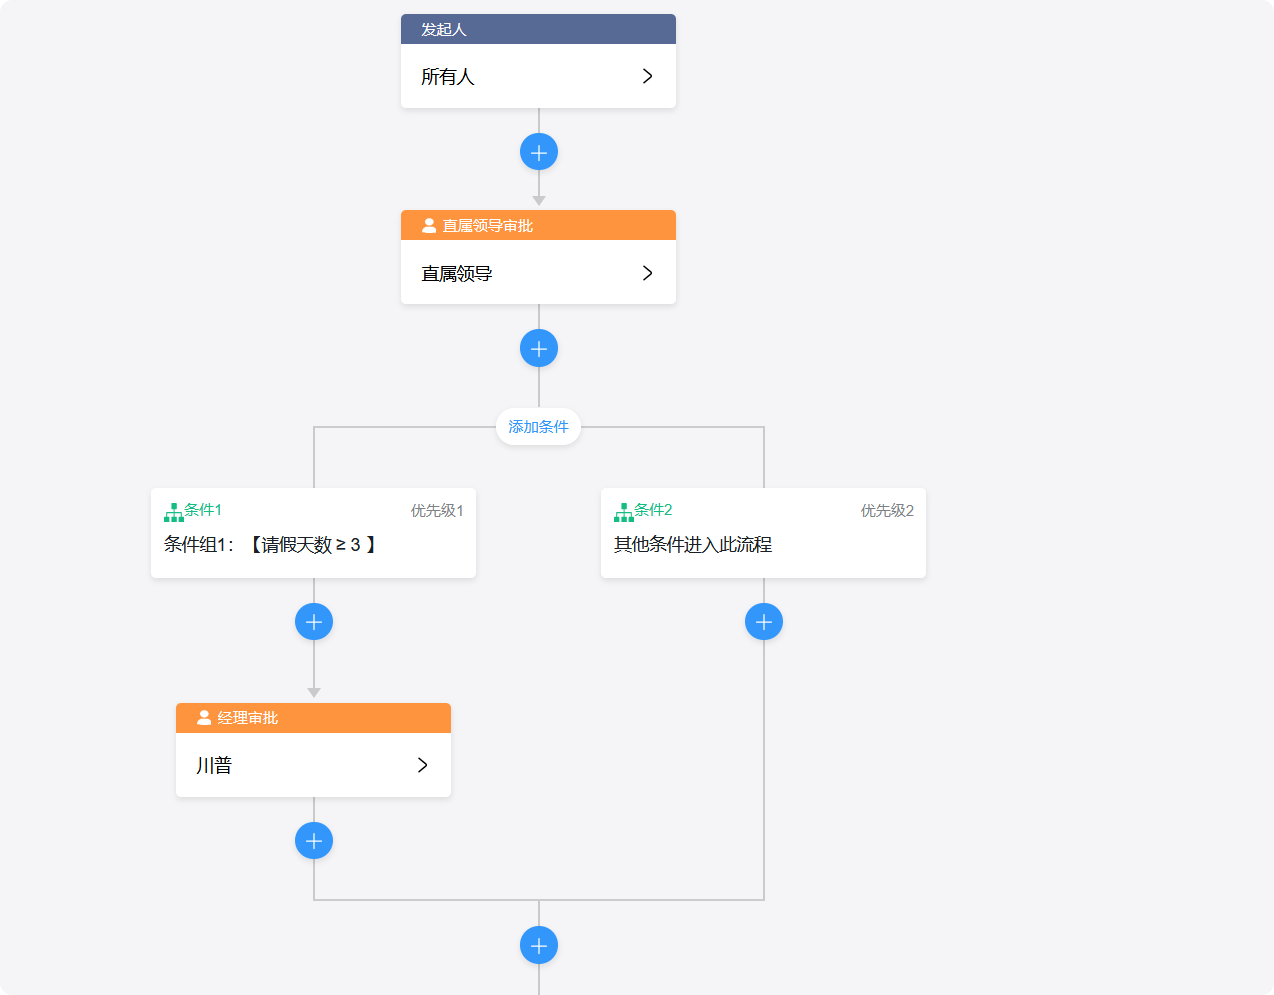 发起人
所有人
直属领导审批
直属领导
添加条件
条件1
优先级1
条件组1：【请假天数 ≥ 3 】
条件2
优先级2
其他条件进入此流程
经理审批
川普